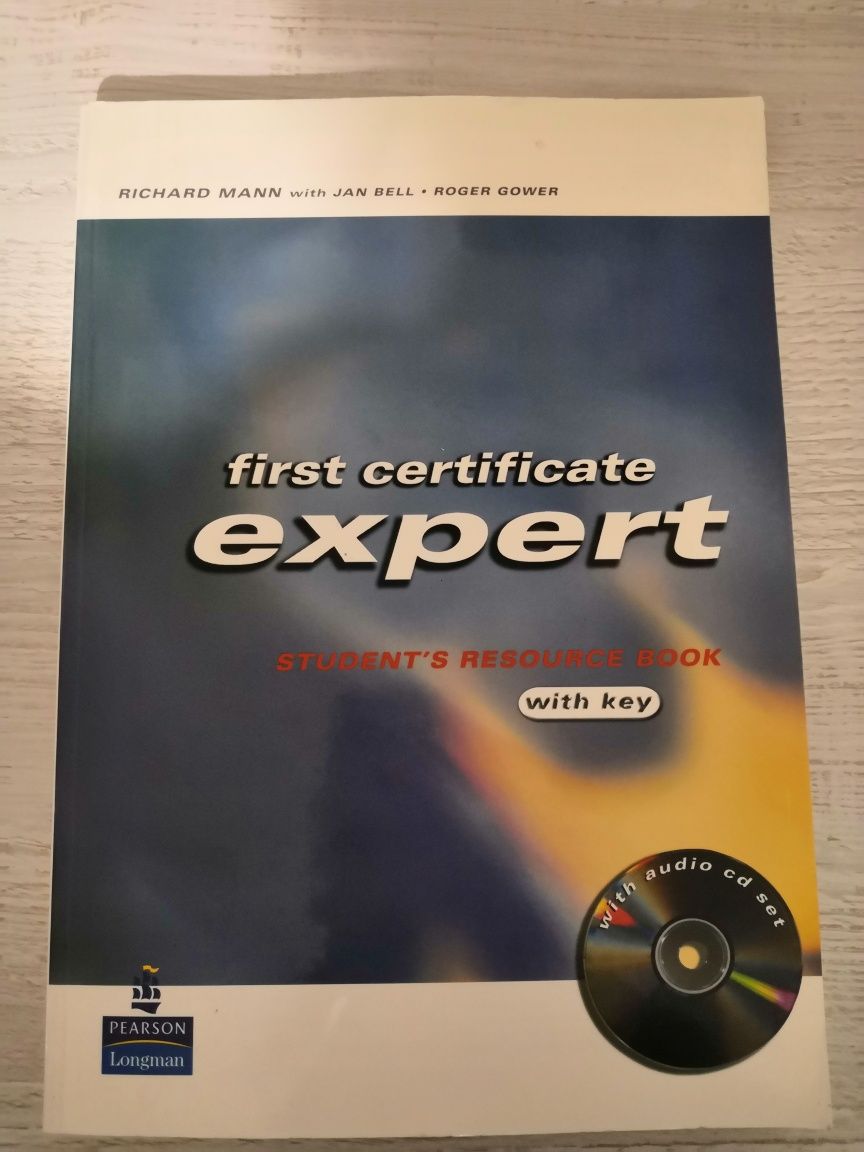 RICHARD MANN with JAN BELL • ROGER GOWER
first certificate
expert
STUDENT'S RESOURCE BOOK
with key
with audio cd set
PEARSON
Longman